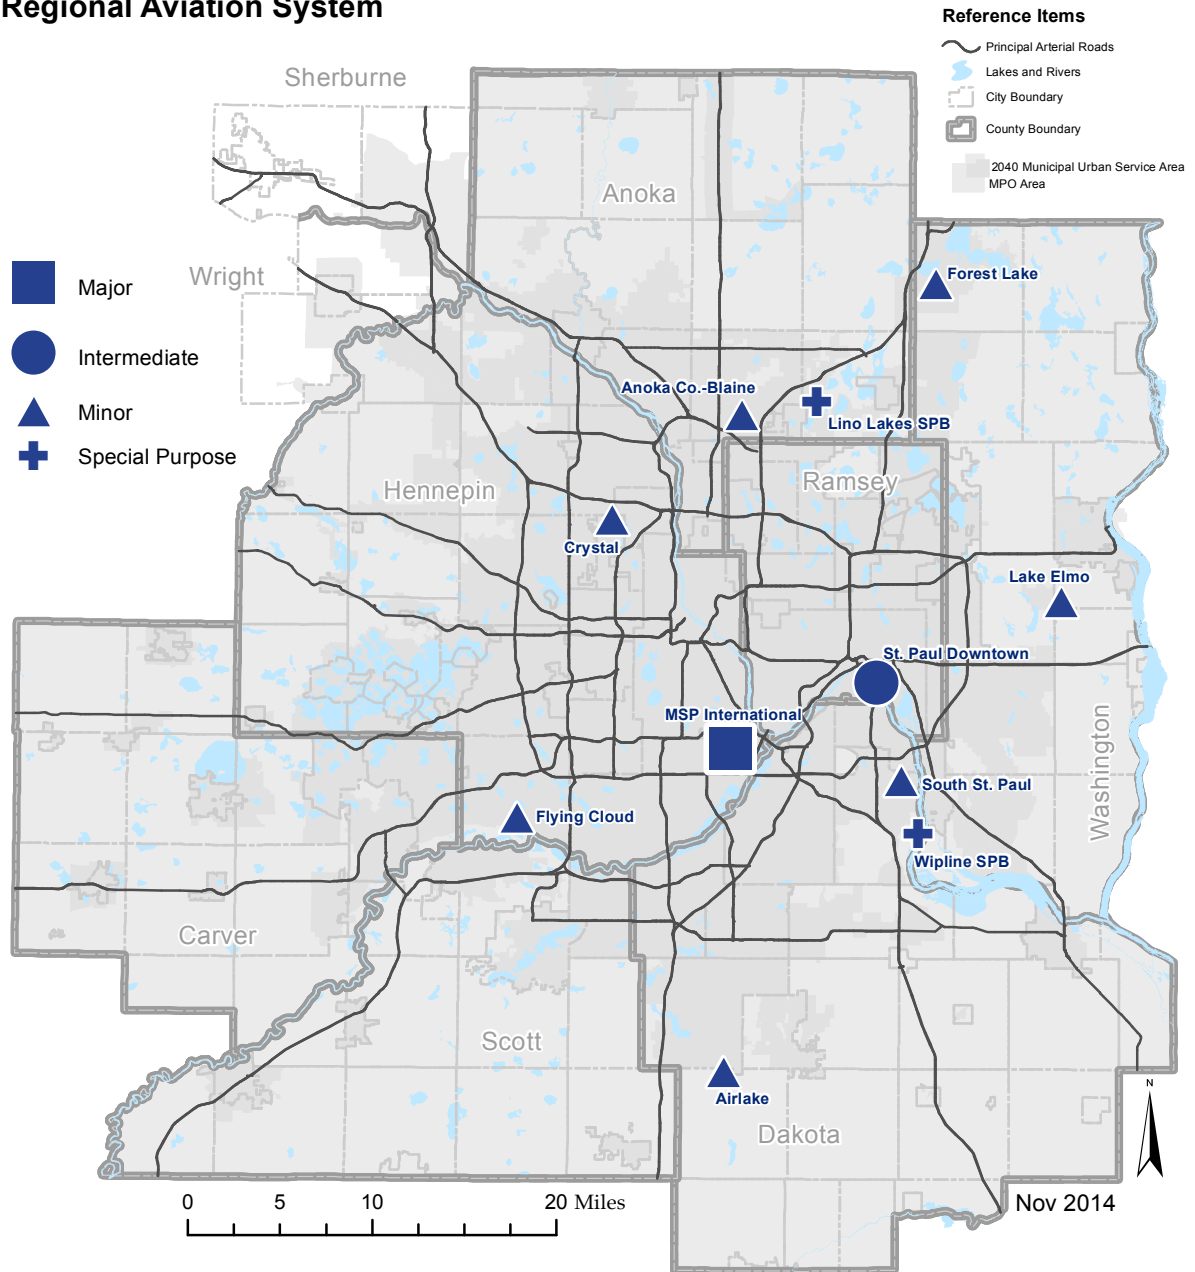 Regional Aviation System
Reference Items
Principal Arterial Roads
Lakes and Rivers
City Boundary
County Boundary
2040 Municipal Urban Service Area
MPO Area
Sherburne
Anoka
Wright
Forest Lake
Major
Intermediate
Minor
Special Purpose
Anoka Co.-Blaine
Lino Lakes SPB
Hennepin
Ramsey
Crystal
Lake Elmo
St. Paul Downtown
MSP International
Washington
South St. Paul
Flying Cloud
Wipline SPB
Carver
Scott
Airlake
Dakota
N
0 5 10 20 Miles
Nov 2014